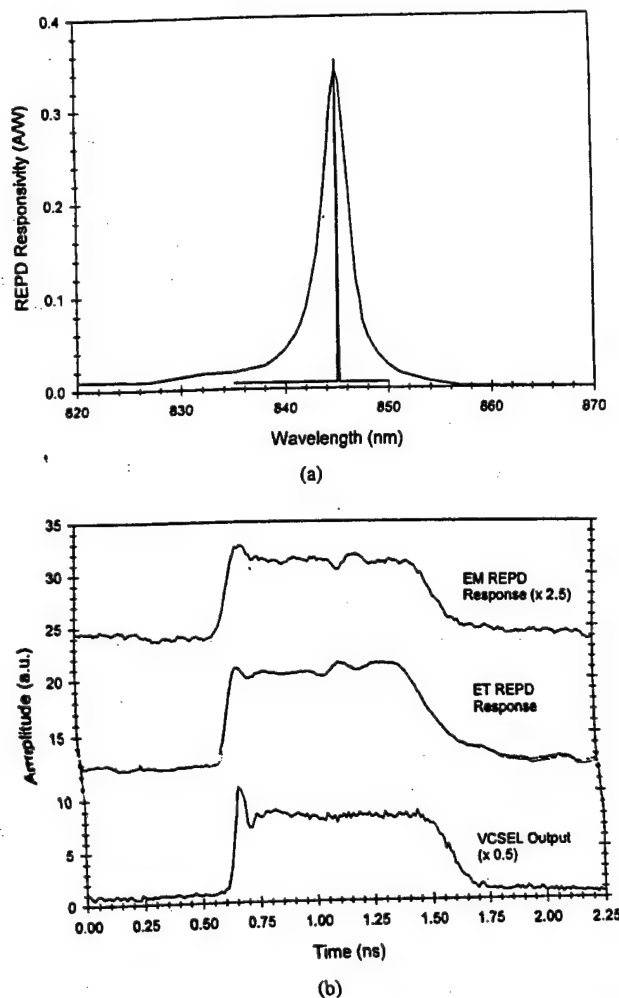 0.4
0.3
0.2
0.1
0.0
REPD Responsivity (A/W)
820 830 840 850 860 870
Wavelength (nm)
(a)
35
30
25
21
15
10
5
0
Amplitude (a.u.)
EM REPD
Response (x 2.5)
ET REPD
Response
VCSEL Output
(x 0.5)
0.00 0.25 0.50 0.75 1.00 1.25 1.50 1.75 2.00 2.25
Time (ns)
(b)